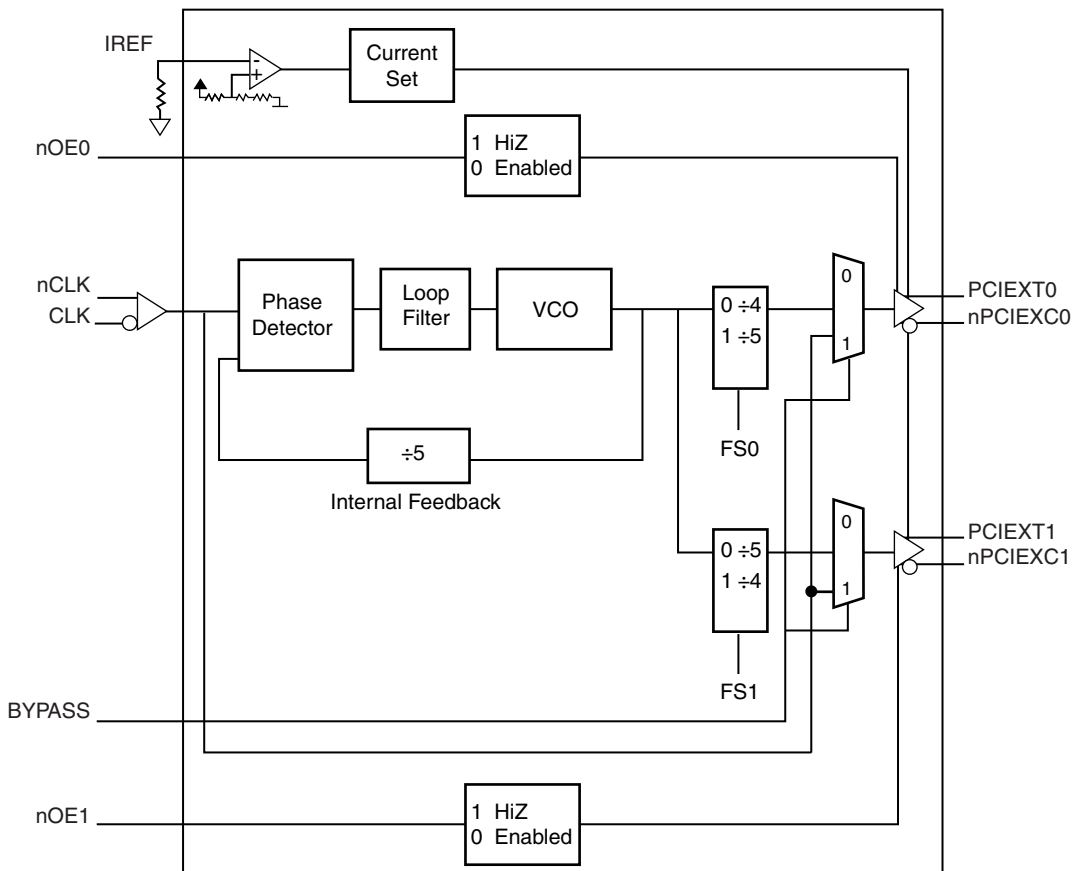 IREF
-
+
Current
Set
nOE0
1 HiZ
0 Enabled
nCLK
CLK
Phase
Detector
Loop
Filter
VCO
0 ÷4
1 ÷5
FS0
0
1
PCIEXT0
nPCIEXC0
÷5
Internal Feedback
0 ÷5
1 ÷4
FS1
0
1
PCIEXT1
nPCIEXC1
BYPASS
nOE1
1 HiZ
0 Enabled